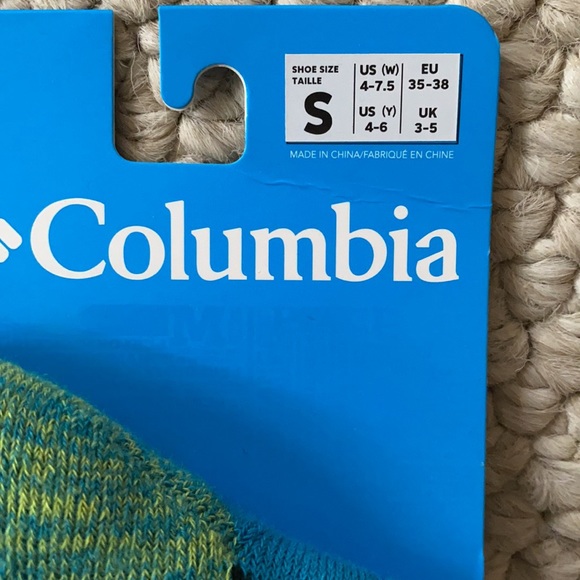 SHOE SIZE
TAILLE
S
US (W)
4-7.5
US (Y)
4-6
EU
35-38
UK
3-5
MADE IN CHINA/FABRIQUÉ EN CHINE
Columbia